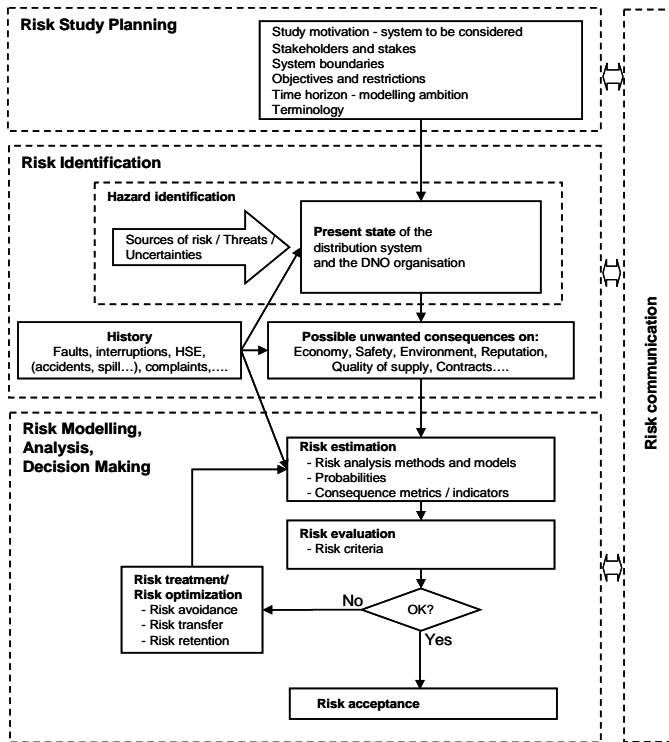 Risk Study Planning
Study motivation - system to be considered
Stakeholders and stakes
System boundaries
Objectives and restrictions
Time horizon - modelling ambition
Terminology
Risk Identification
Hazard identification
Sources of risk / Threats /
Uncertainties
Present state of the
distribution system
and the DNO organisation
History
Faults, interruptions, HSE,
(accidents, spill...), complaints,....
Possible unwanted consequences on:
Economy, Safety, Environment, Reputation,
Quality of supply, Contracts....
Risk Modelling,
Analysis,
Decision Making
Risk estimation
- Risk analysis methods and models
- Probabilities
- Consequence metrics / indicators
Risk evaluation
- Risk criteria
Risk treatment/
Risk optimization
- Risk avoidance
- Risk transfer
- Risk retention
No
OK?
Yes
Risk acceptance
Risk communication